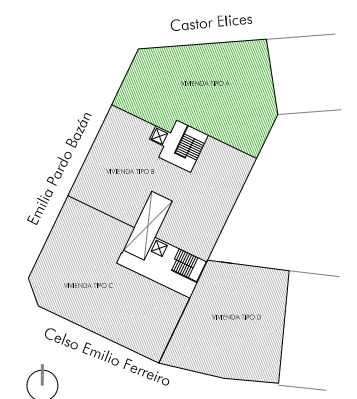 Castor Elices
VIVIENDA TIPO A
Emilia Pardo Bazán
VIVIENDA TIPO B
VIVIENDA TIPO C
VIVIENDA TIPO D
Celso Emilio Ferreiro